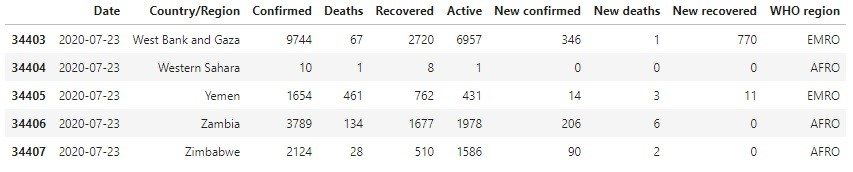 Date Country/Region Confirmed Deaths Recovered Active New confirmed New deaths New recovered WHO region
34403 2020-07-23 West Bank and Gaza 9744 67 2720 6957 346 1 770 EMRO
34404 2020-07-23 Western Sahara 10 1 8 1 0 0 0 AFRO
34405 2020-07-23 Yemen 1654 461 762 431 14 3 11 EMRO
34406 2020-07-23 Zambia 3789 134 1677 1978 206 6 0 AFRO
34407 2020-07-23 Zimbabwe 2124 28 510 1586 90 2 0 AFRO